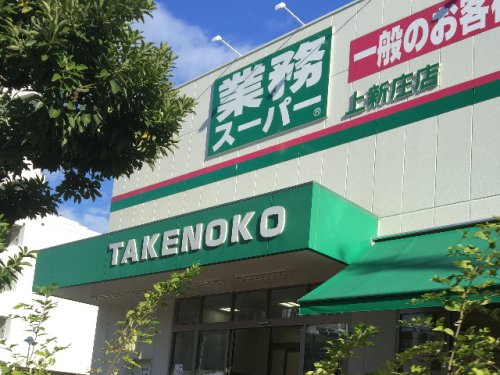 業務
スーパー
®
一般のお客
上新庄店
TAKENOKO